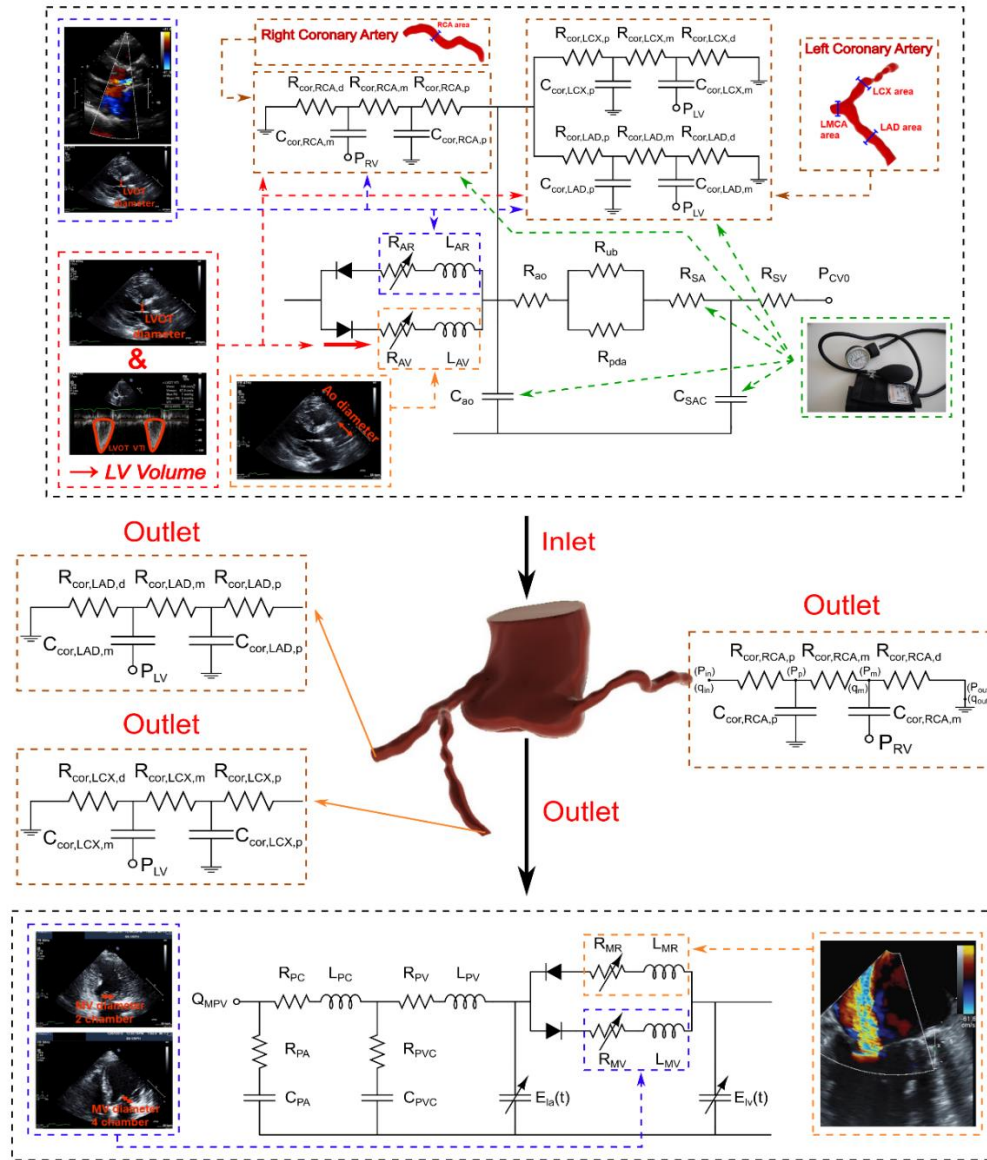 RCA area
Right Coronary Artery
R_cor,RCA,d
R_cor,RCA,m
R_cor,RCA,p
C_cor,RCA,m
C_cor,RCA,p
P_RV
R_cor,LCX,p
R_cor,LCX,m
R_cor,LCX,d
C_cor,LCX,p
C_cor,LCX,m
P_LV
R_cor,LAD,p
R_cor,LAD,m
R_cor,LAD,d
C_cor,LAD,p
C_cor,LAD,m
P_LV
Left Coronary Artery
LCX area
LMCA
area
LAD area
LVOT
diameter
LVOT
diameter
&
LVOT VTI
→ LV Volume
R_AR
L_AR
R_AV
L_AV
Ao diameter
R_ao
R_ub
R_pda
R_SA
R_SV
P_CV0
C_ao
C_SAC
Inlet
Outlet
R_cor,LAD,d
R_cor,LAD,m
R_cor,LAD,p
C_cor,LAD,m
C_cor,LAD,p
P_LV
Outlet
R_cor,LCX,d
R_cor,LCX,m
R_cor,LCX,p
C_cor,LCX,m
C_cor,LCX,p
P_LV
Outlet
R_cor,RCA,p
R_cor,RCA,m
R_cor,RCA,d
(P_in)
(q_in)
(P_p)
(P_m)
(q_m)
(P_out
(q_out
C_cor,RCA,p
C_cor,RCA,m
P_RV
Outlet
MV diameter
2 chamber
MV diameter
4 chamber
Q_MPV
R_PC
L_PC
R_PV
L_PV
R_PA
C_PA
R_PVC
C_PVC
E_la(t)
R_MR
L_MR
R_MV
L_MV
E_lv(t)
cm/s